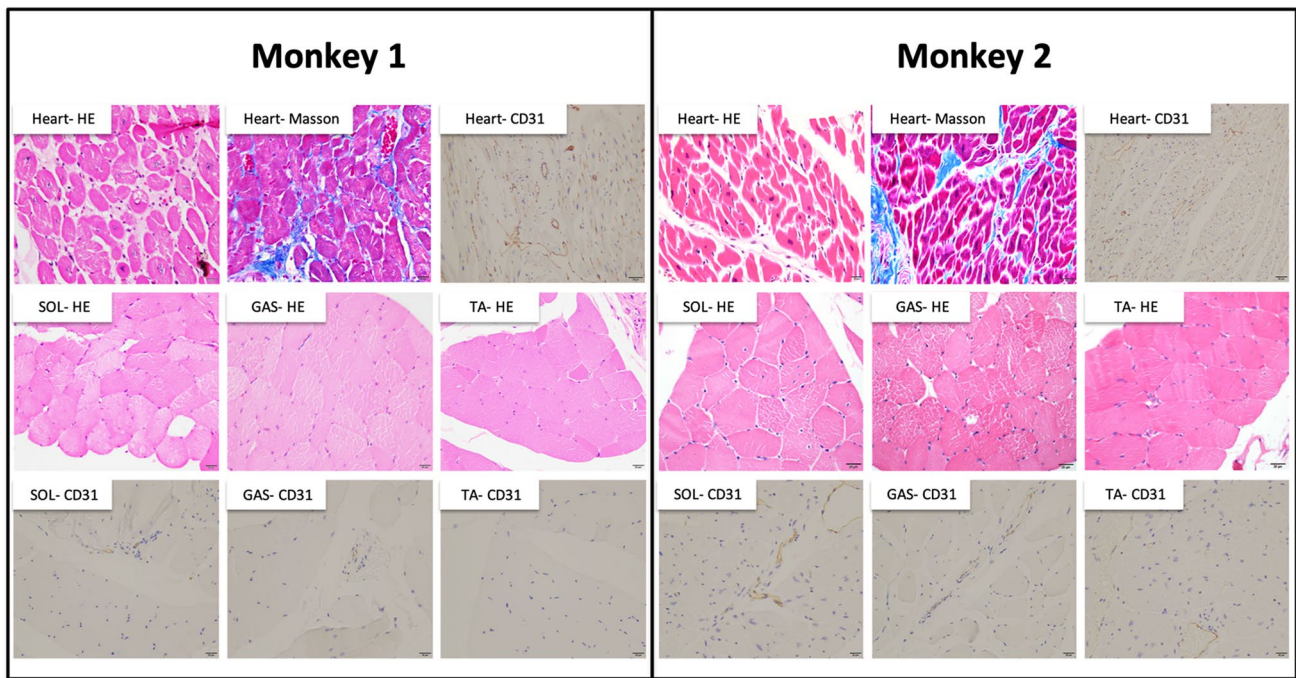 Monkey 1
Monkey 2
Heart- HE
Heart- Masson
Heart- CD31
Heart- HE
Heart- Masson
Heart- CD31
SOL- HE
GAS- HE
TA- HE
SOL- HE
GAS- HE
TA- HE
SOL- CD31
GAS- CD31
TA- CD31
SOL- CD31
GAS- CD31
TA- CD31